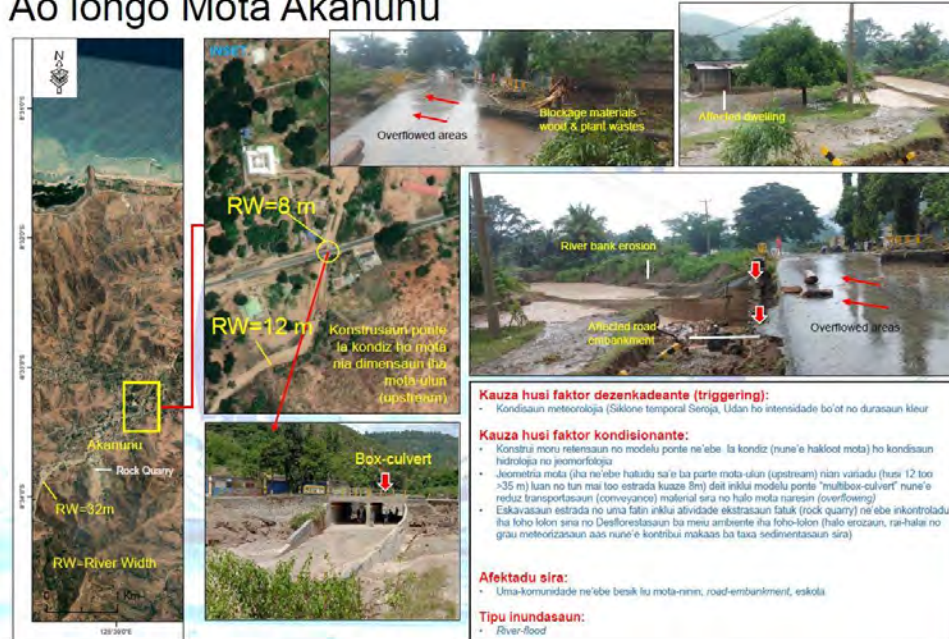 Ao longo Mota Akanunu
N
INSET
Overflowed areas
Blockage materials
wood & plant wastes
Affected dwelling
RW=8 m
RW=12 m
Konstrusaun ponte
la kondiz ho mota
nia dimensaun iha
mota-ulun
(upstream)
River bank erosion
Affected road
embankment
Overflowed areas
Akanunu
Rock Quarry
RW=32m
RW=River Width
0
1 Km
Box-culvert
Kauza husi faktor dezenkadeante (triggering):
• Kondisaun meteorolojia (Siklone temporal Seroja, Udan ho intensidade bo'ot no durasaun kleur
Kauza husi faktor kondisionante:
• Konstrui moru retensaun no modelu ponte ne'ebe la kondiz (nune'e hakloot mota) ho kondisaun
hidrolojia no jeomorfolojia
• Jeometria mota (iha ne'ebe hatudu sa'e ba parte mota-ulun (upstream) nian variadu (husi 12 too
>35 m) luan no tun mai too estrada kuaze 8m) deit inklui modelu ponte "multibox-culvert" nune'e
reduz transportasaun (conveyance) material sira no halo mota naresin (overflowing)
• Eskavasaun estrada no uma fatin inklui atividade ekstrasaun fatuk (rock quarry) ne'ebe inkontroladu
iha foho lolon sira no Desflorestasaun ba meiu ambiente iha foho-lolon (halo erozaun, rai-halai no
grau meteorizasaun aas nune'e kontribui makaas ba taxa sedimentasaun sira)
Afektadu sira:
• Uma-komunidade ne'ebe besik liu mota-ninin, road-embankment, eskola
Tipu inundasaun:
• River-flood